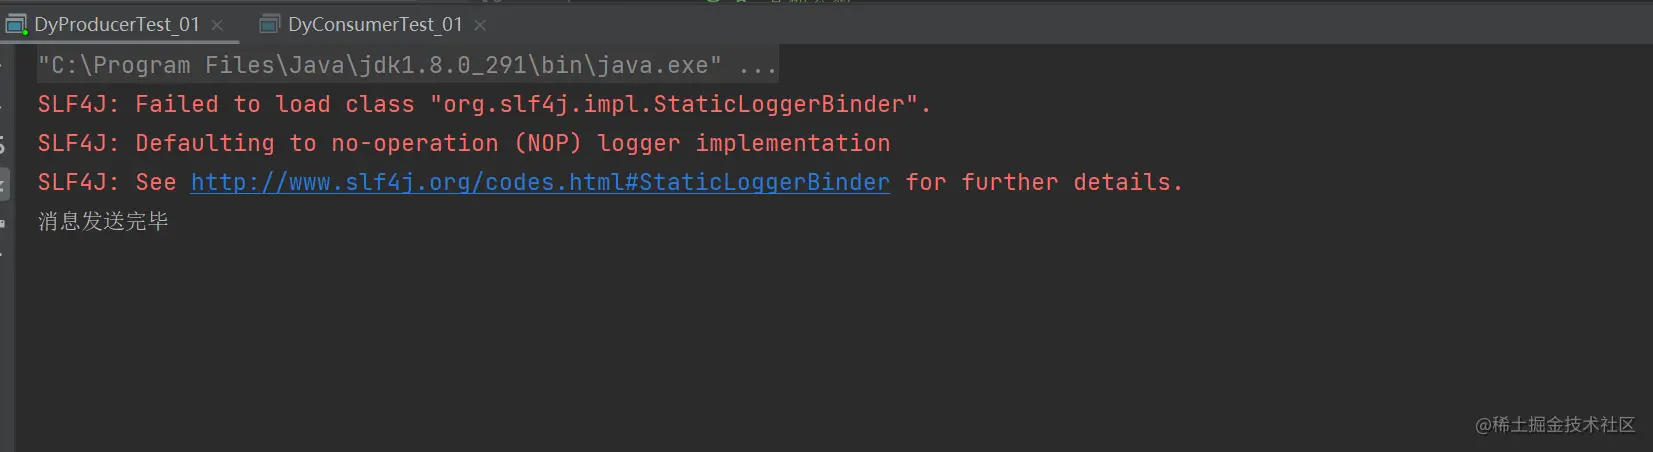 DyProducerTest_01 DyConsumerTest_01
"C:\Program Files\Java\jdk1.8.0_291\bin\java.exe" ...
SLF4J: Failed to load class "org.slf4j.impl.StaticLoggerBinder".
SLF4J: Defaulting to no-operation (NOP) logger implementation
SLF4J: See http://www.slf4j.org/codes.html#StaticLoggerBinder for further details.
消息发送完毕
@稀土掘金技术社区